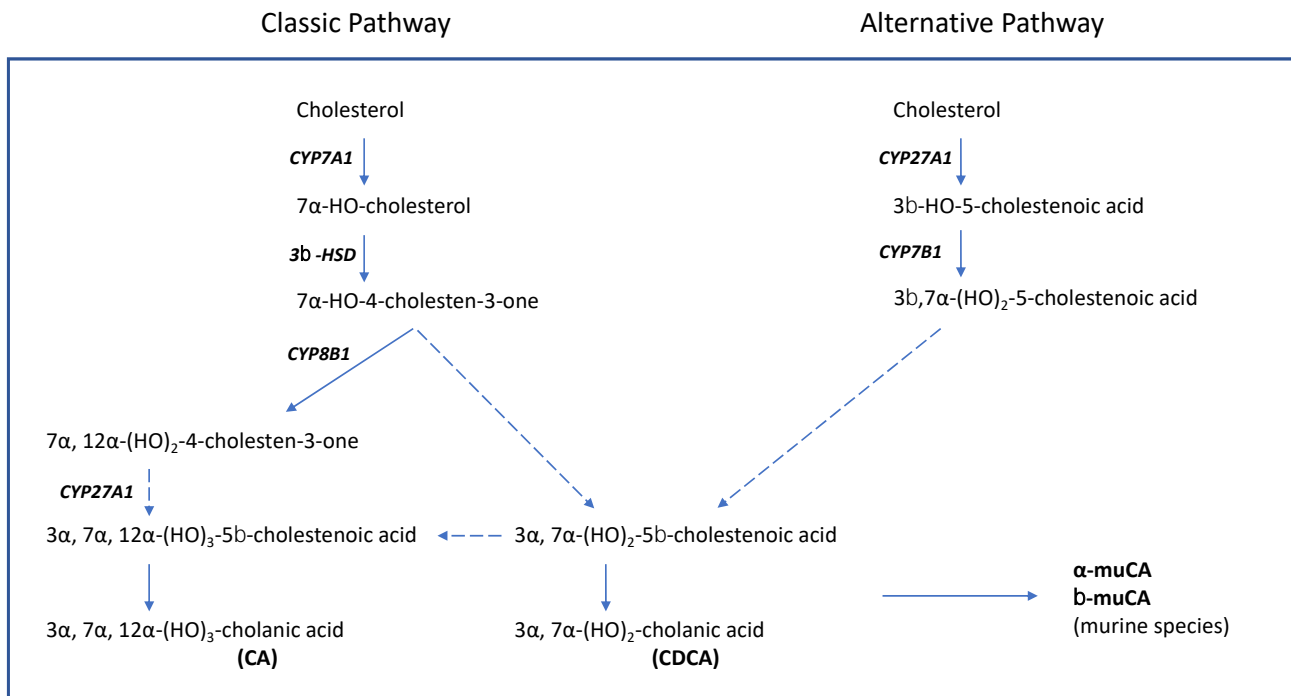 Classic Pathway
Alternative Pathway
Cholesterol
Cholesterol
CYP7A1
CYP27A1
7α-HO-cholesterol
3b-HO-5-cholestenoic acid
3b -HSD
CYP7B1
7α-HO-4-cholesten-3-one
3b,7α-(HO)₂-5-cholestenoic acid
CYP8B1
7α, 12α-(HO)₂-4-cholesten-3-one
CYP27A1
3α, 7α, 12α-(HO)₃-5b-cholestenoic acid
3α, 7α-(HO)₂-5b-cholestenoic acid
α-muCA
b-muCA
(murine species)
3α, 7α, 12α-(HO)₃-cholanic acid
(CA)
3α, 7α-(HO)₂-cholanic acid
(CDCA)